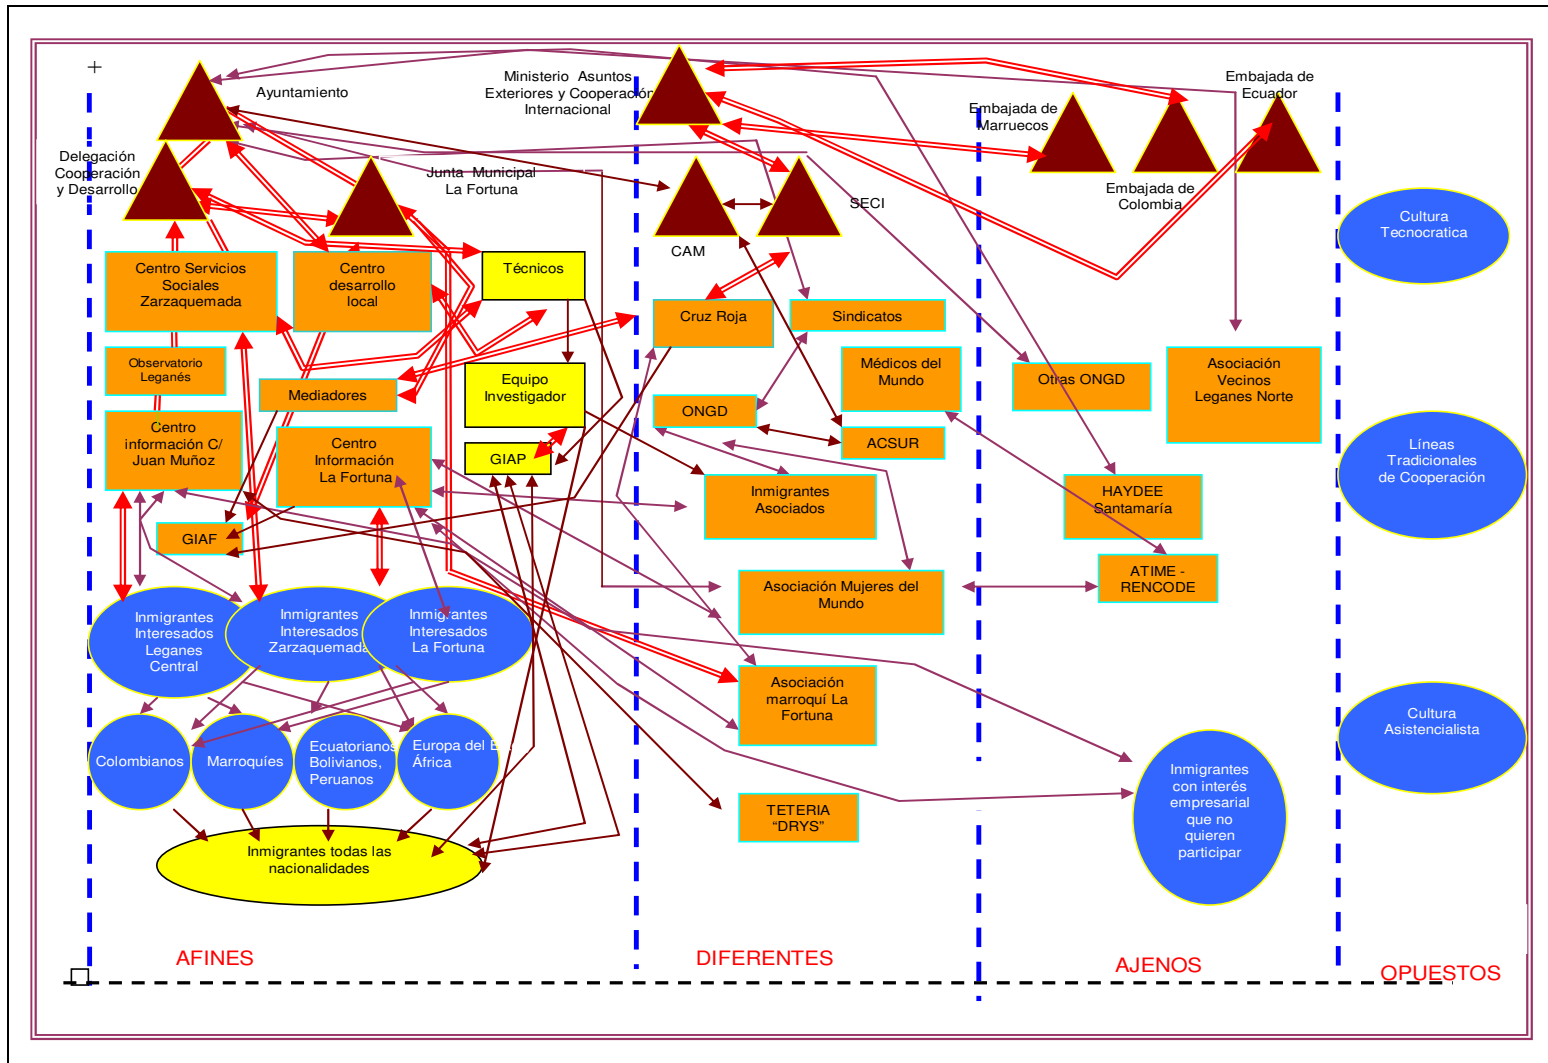 +
Ayuntamiento
Ministerio Asuntos
Exteriores y Cooperación
Internacional
Embajada de
Ecuador
Embajada de
Marruecos
Embajada de
Colombia
Delegación
Cooperación
y Desarrollo
Junta Municipal
La Fortuna
CAM
SECI
Cultura
Tecnocratica
Centro Servicios
Sociales
Zarzaquemada
Centro
desarrollo
local
Técnicos
Cruz Roja
Sindicatos
Observatorio
Leganés
Mediadores
Equipo
Investigador
Médicos del
Mundo
Otras ONGD
Asociación
Vecinos
Leganes Norte
ONGD
ACSUR
Centro
información C/
Juan Muñoz
Centro
Información
La Fortuna
GIAP
Líneas
Tradicionales
de Cooperación
Inmigrantes
Asociados
HAYDEE
Santamaría
GIAF
ATIME -
RENCODE
Asociación Mujeres del
Mundo
Inmigrantes
Interesados
Leganes
Central
Inmigrantes
Interesados
Zarzaquemada
Inmigrantes
Interesados
La Fortuna
Asociación
marroquí La
Fortuna
Cultura
Asistencialista
Colombianos
Marroquíes
Ecuatorianos
Bolivianos,
Peruanos
Europa del
África
Inmigrantes
con interés
empresarial
que no
quieren
participar
TETERIA
“DRYS”
Inmigrantes todas las
nacionalidades
AFINES
DIFERENTES
AJENOS
OPUESTOS